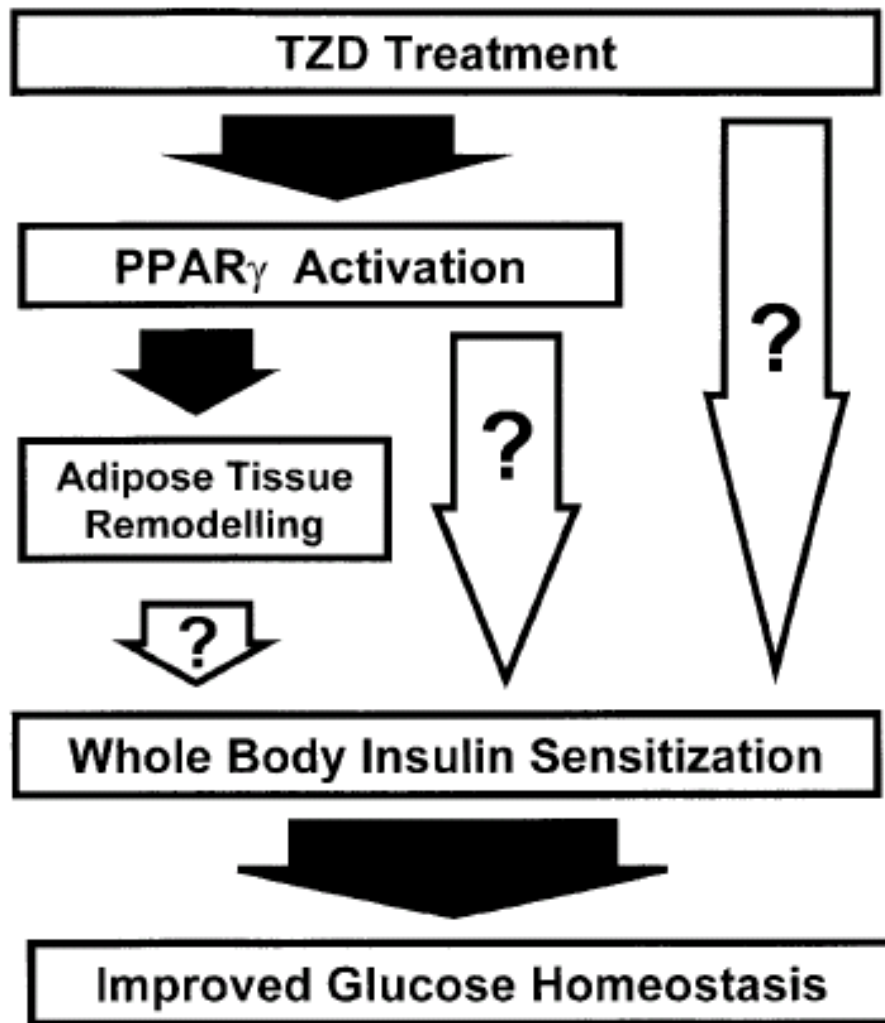 TZD Treatment
PPARγ Activation
?
?
Adipose Tissue
Remodelling
?
Whole Body Insulin Sensitization
Improved Glucose Homeostasis